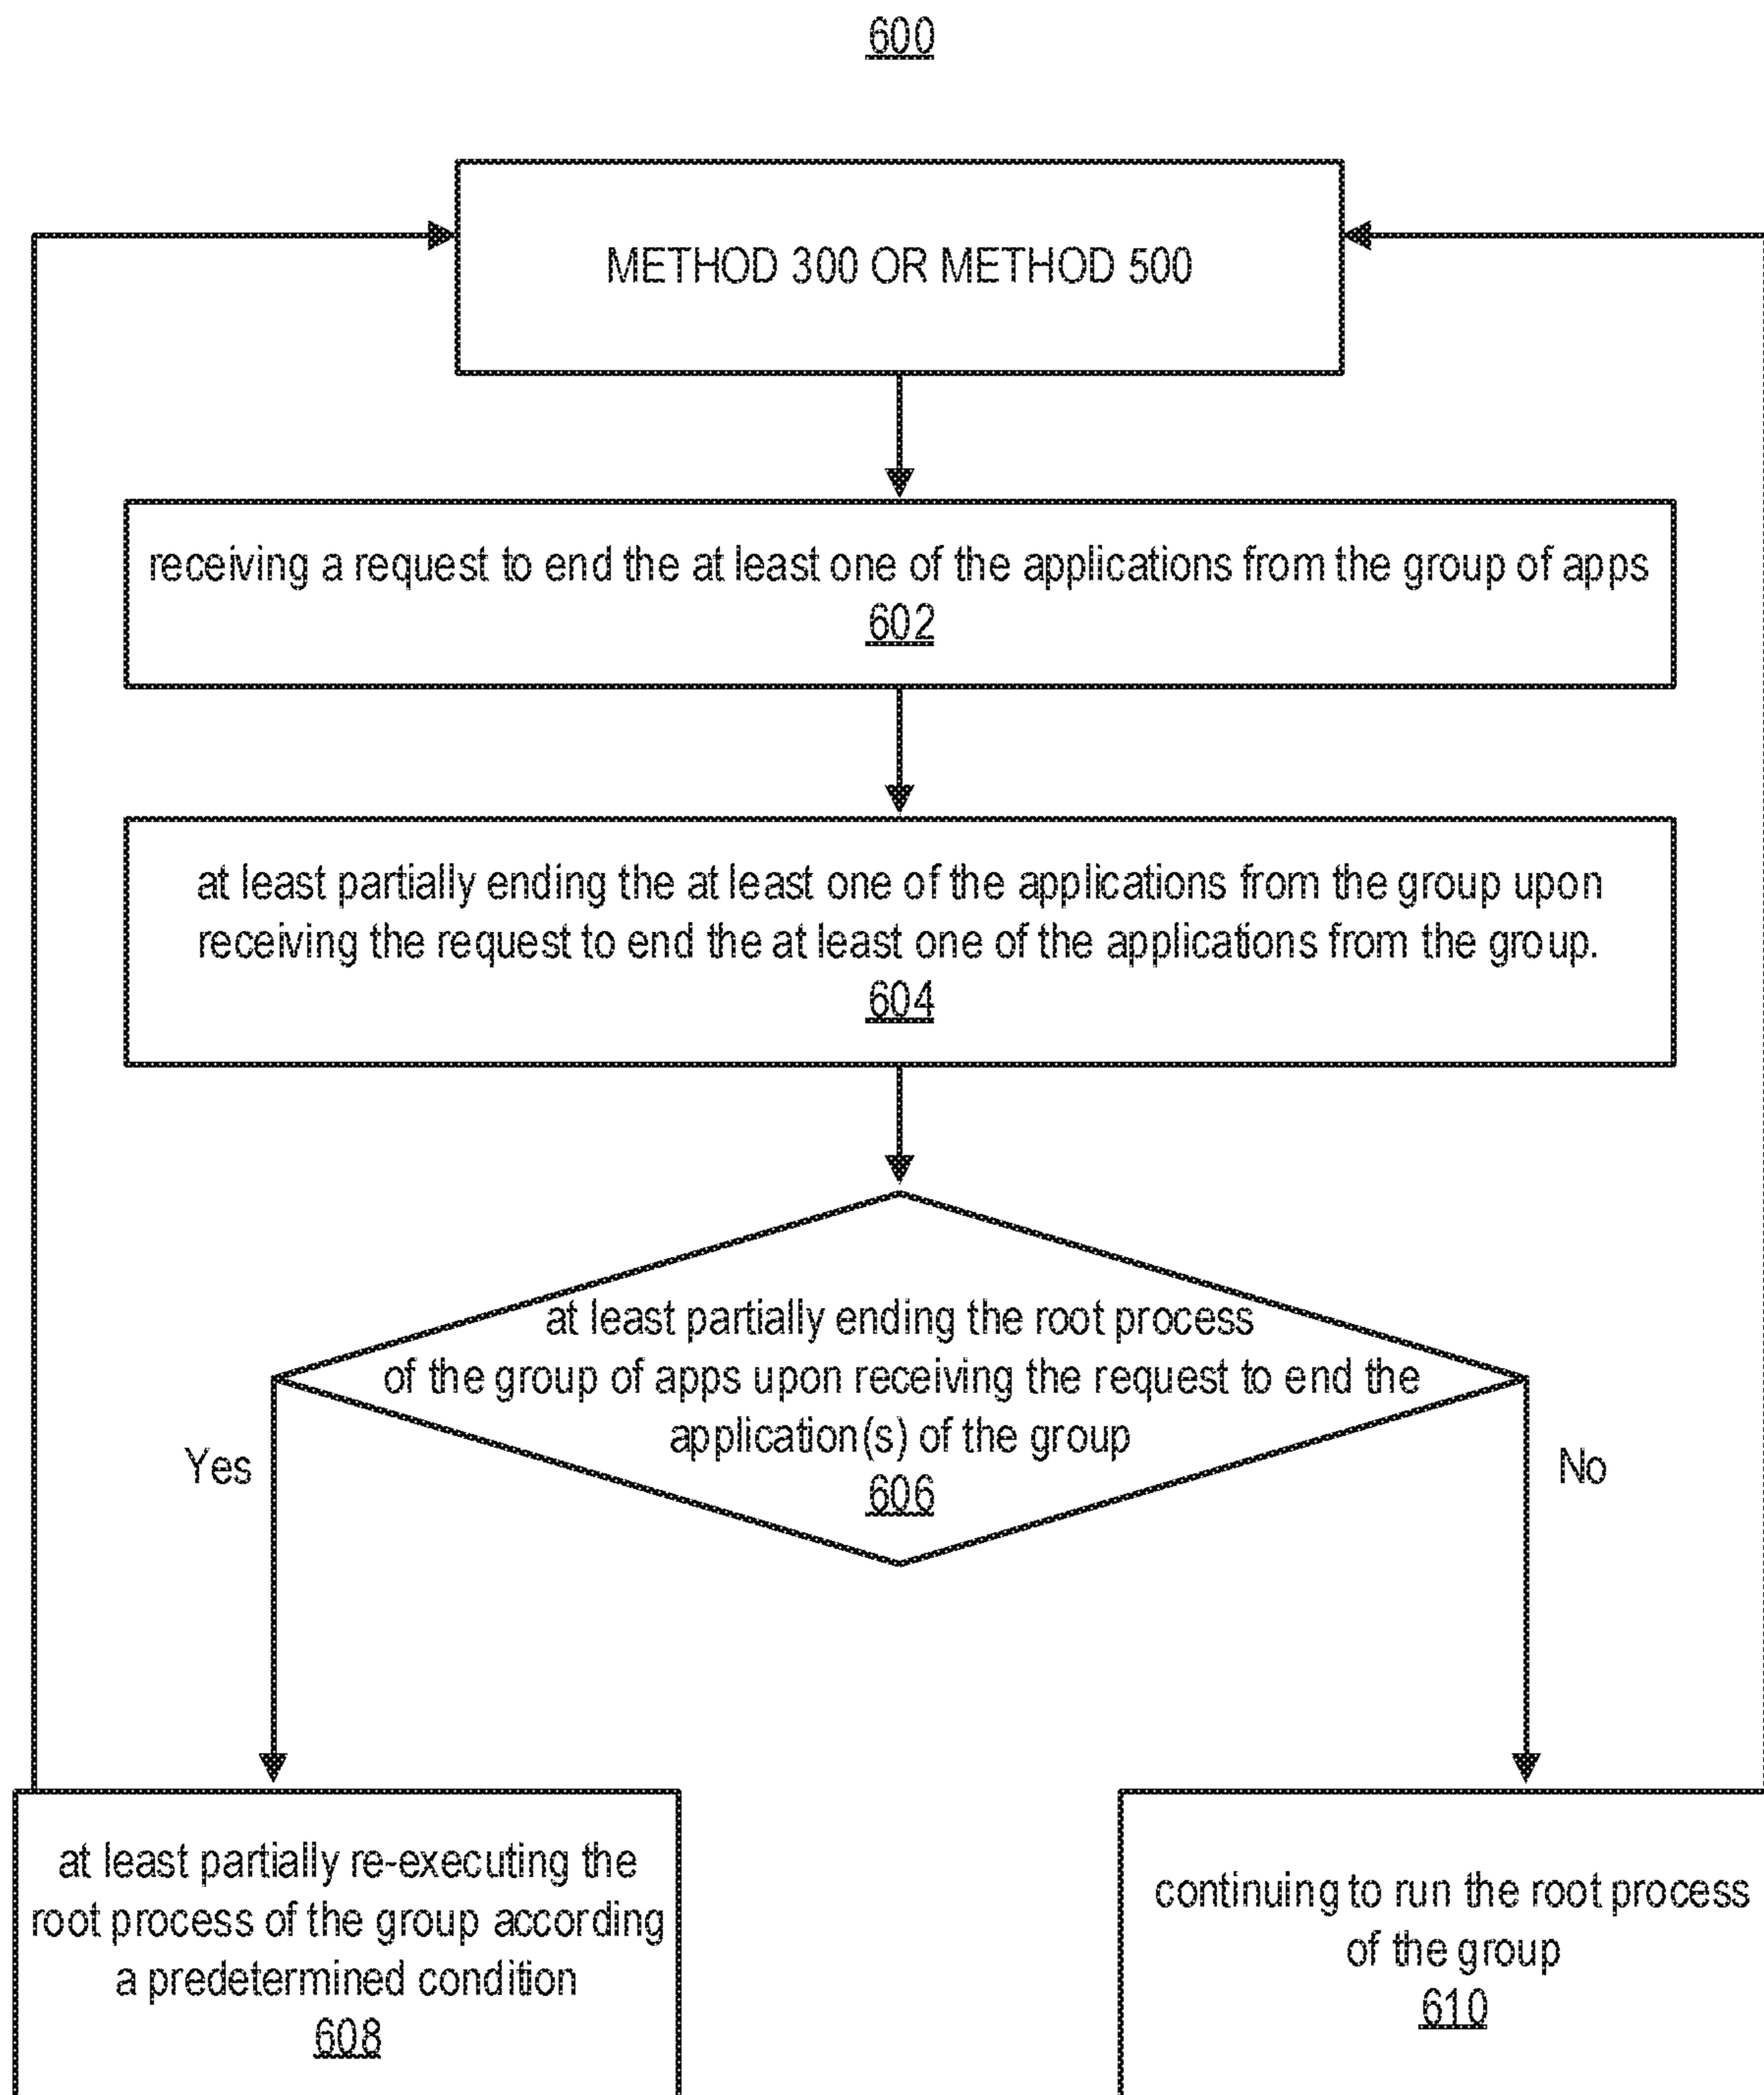 600
METHOD 300 OR METHOD 500
receiving a request to end the at least one of the applications from the group of apps
602
at least partially ending the at least one of the applications from the group upon
receiving the request to end the at least one of the applications from the group.
604
at least partially ending the root process
of the group of apps upon receiving the request to end the
application(s) of the group
606
Yes
No
at least partially re-executing the
root process of the group according
a predetermined condition
608
continuing to run the root process
of the group
610